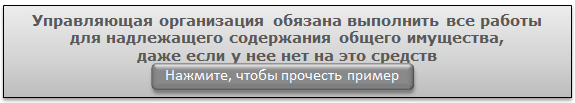 Управляющая организация обязана выполнить все работы
для надлежащего содержания общего имущества,
даже если у нее нет на это средств
Нажмите, чтобы прочесть пример